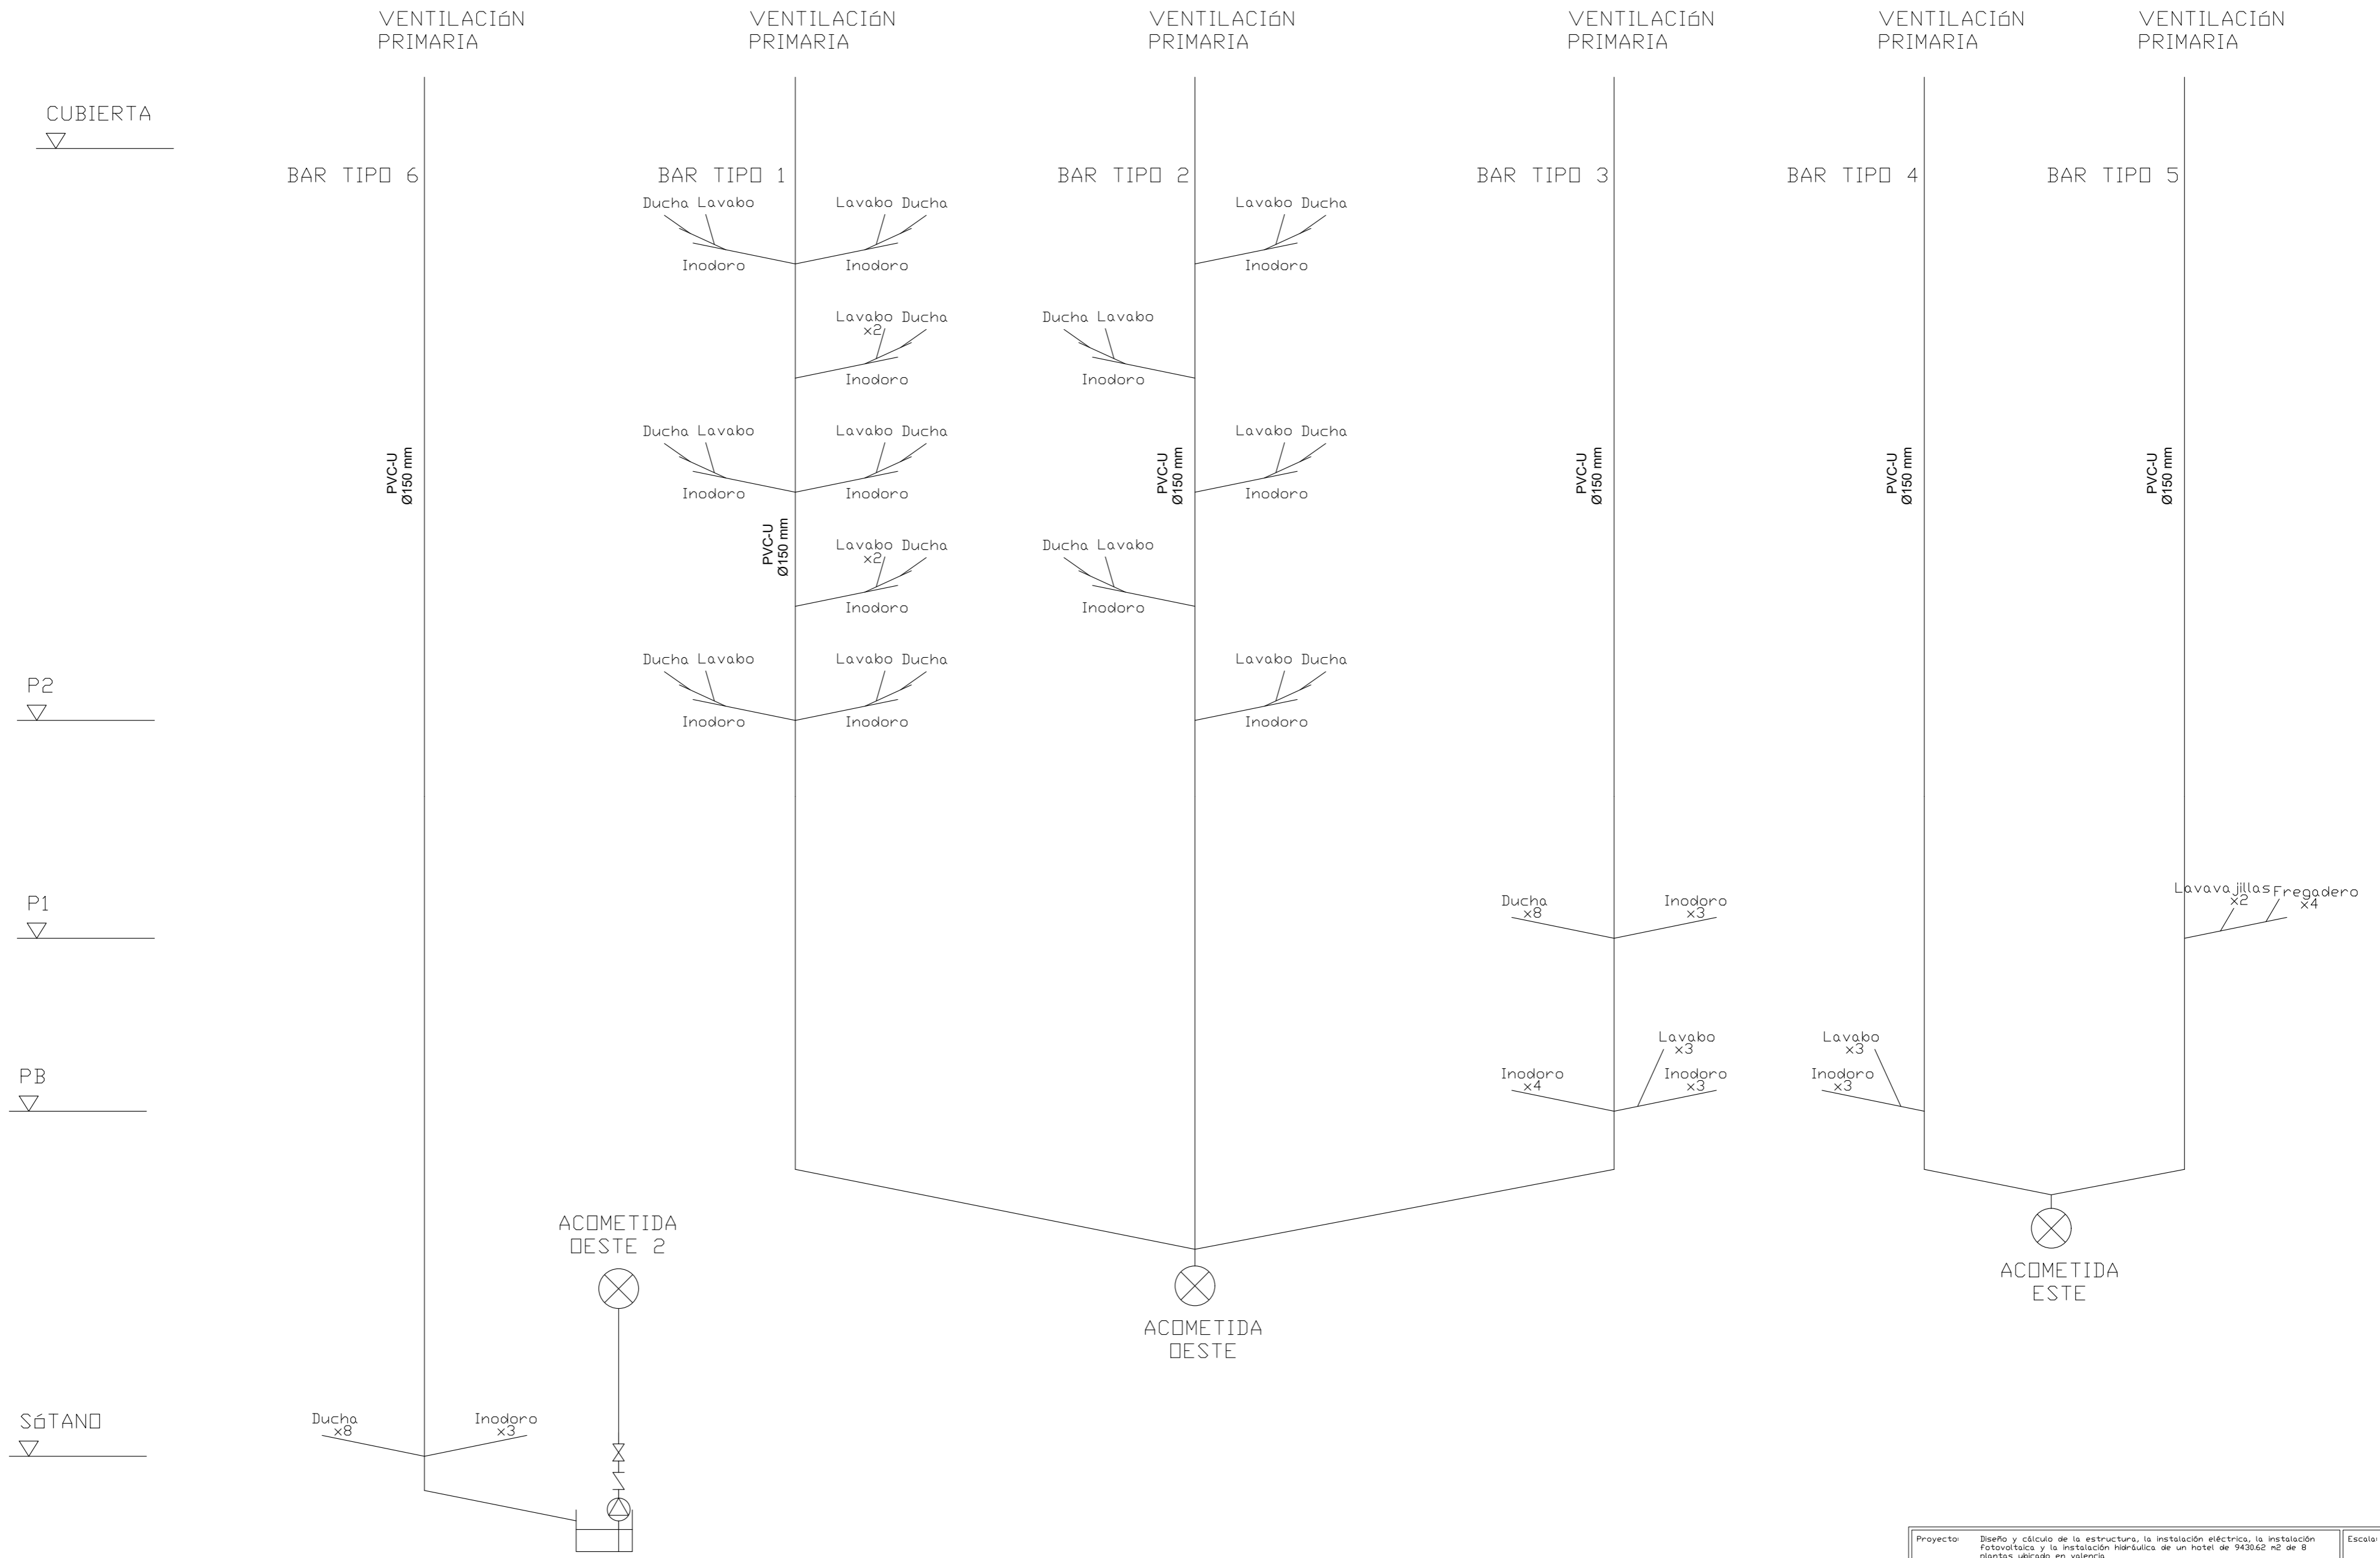 VENTILACIóN
PRIMARIA
VENTILACIóN
PRIMARIA
VENTILACIóN
PRIMARIA
VENTILACIóN
PRIMARIA
VENTILACIóN
PRIMARIA
VENTILACIóN
PRIMARIA
CUBIERTA
BAR TIPO 6
BAR TIPO 1
BAR TIPO 2
BAR TIPO 3
BAR TIPO 4
BAR TIPO 5
Ducha Lavabo
Lavabo Ducha
Lavabo Ducha
Inodoro
Inodoro
Inodoro
Lavabo Ducha
x2
Ducha Lavabo
Inodoro
Inodoro
Ducha Lavabo
Lavabo Ducha
Lavabo Ducha
PVC-U
Ø150 mm
PVC-U
Ø150 mm
PVC-U
Ø150 mm
PVC-U
Ø150 mm
PVC-U
Ø150 mm
Inodoro
Inodoro
Inodoro
PVC-U
Ø150 mm
Lavabo Ducha
x2
Ducha Lavabo
Inodoro
Inodoro
Ducha Lavabo
Lavabo Ducha
Lavabo Ducha
P2
Inodoro
Inodoro
Inodoro
P1
Ducha
x8
Inodoro
x3
Lavavajillas
x2
Fregadero
x4
PB
Lavabo
x3
Inodoro
x4
Inodoro
x3
Lavabo
x3
Inodoro
x3
ACOMETIDA
OESTE 2
ACOMETIDA
ESTE
ACOMETIDA
OESTE
SóTANO
Ducha
x8
Inodoro
x3
Proyecto: Diseño y cálculo de la estructura, la instalación eléctrica, la instalación
fotovoltaica y la instalación hidráulica de un hotel de 9430.62 m2 de 8
plantas ubicado en valencia
Escala: